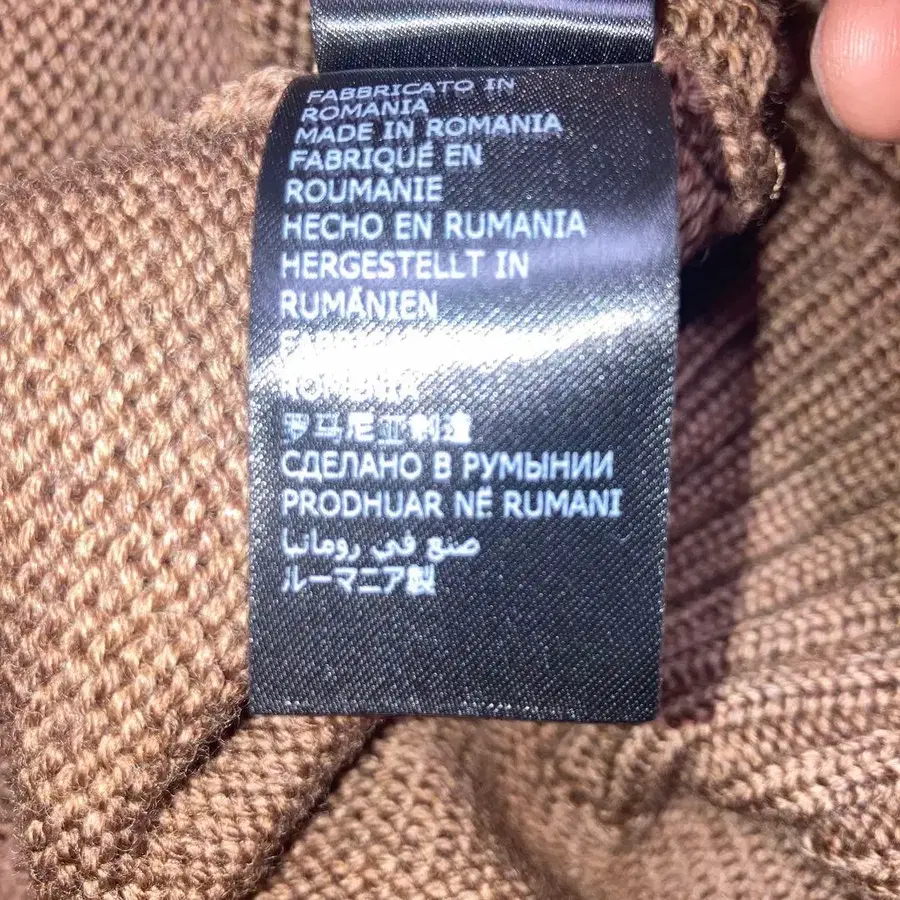 FABBRICATO IN
ROMANIA
MADE IN ROMANIA
FABRIQUÉ EN
ROUMANIE
HECHO EN RUMANIA
HERGESTELLT IN
RUMÄNIEN
罗马尼亚制造
СДЕЛАНО В РУМЫНИИ
PRODHUAR NË RUMANI
صنع في رومانيا
ルーマニア製